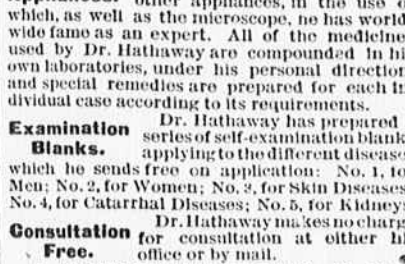 other appliances, in the use o
which, as well as the microscope, he has world
wide fame as an expert. All of the medicine
used by Dr. Hathaway are compounded in hi
own laboratories, under his personal direction
and special remedies are prepared for each in
dividual case according to its requirements.
Examination Blanks. Dr. Hathaway has prepared
series of self-examination blank
applying to the different disease
which he sends free on application: No. 1, fo
Men; No. 2, for Women; No. 3, for Skin Diseases
No. 4, for Catarrhal Diseases; No. 5, for Kidneys
Consultation Free. Dr. Hathaway makes no charg
for consultation at either hi
office or by mail.